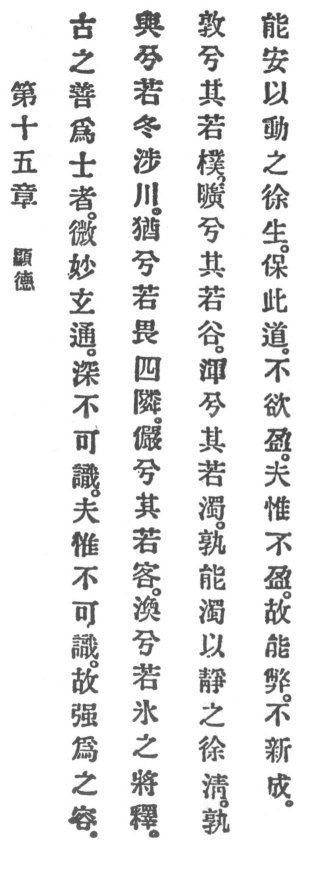 第十五章 顯德
古之善爲士者。微妙玄通。深不可識。夫惟不可識。故强爲之容。
與兮若冬涉川。猶兮若畏四隣。儼兮其若客。渙兮若氷之將釋。
敦兮其若樸。曠兮其若谷。渾兮其若濁。孰能濁以靜之徐淸。孰
能安以動之徐生。保此道。不欲盈。夫惟不盈。故能弊。不新成。